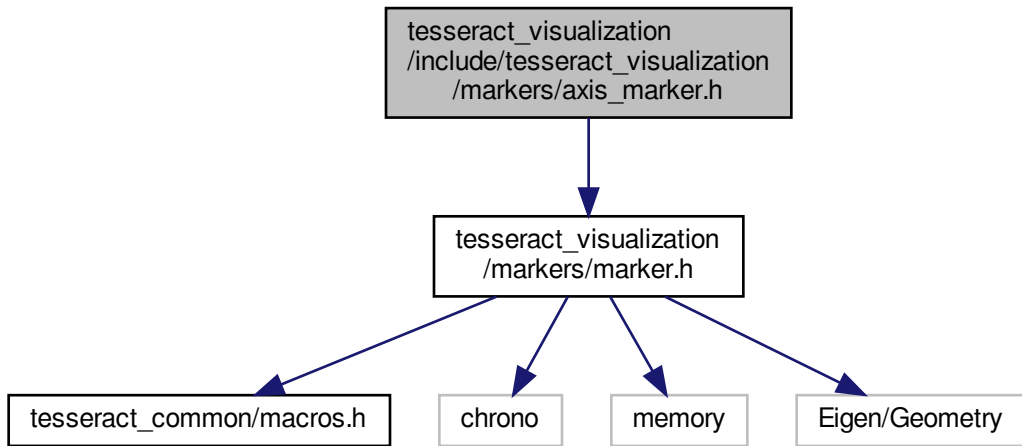 tesseract_visualization
/include/tesseract_visualization
/markers/axis_marker.h
tesseract_visualization
/markers/marker.h
tesseract_common/macros.h
chrono
memory
Eigen/Geometry